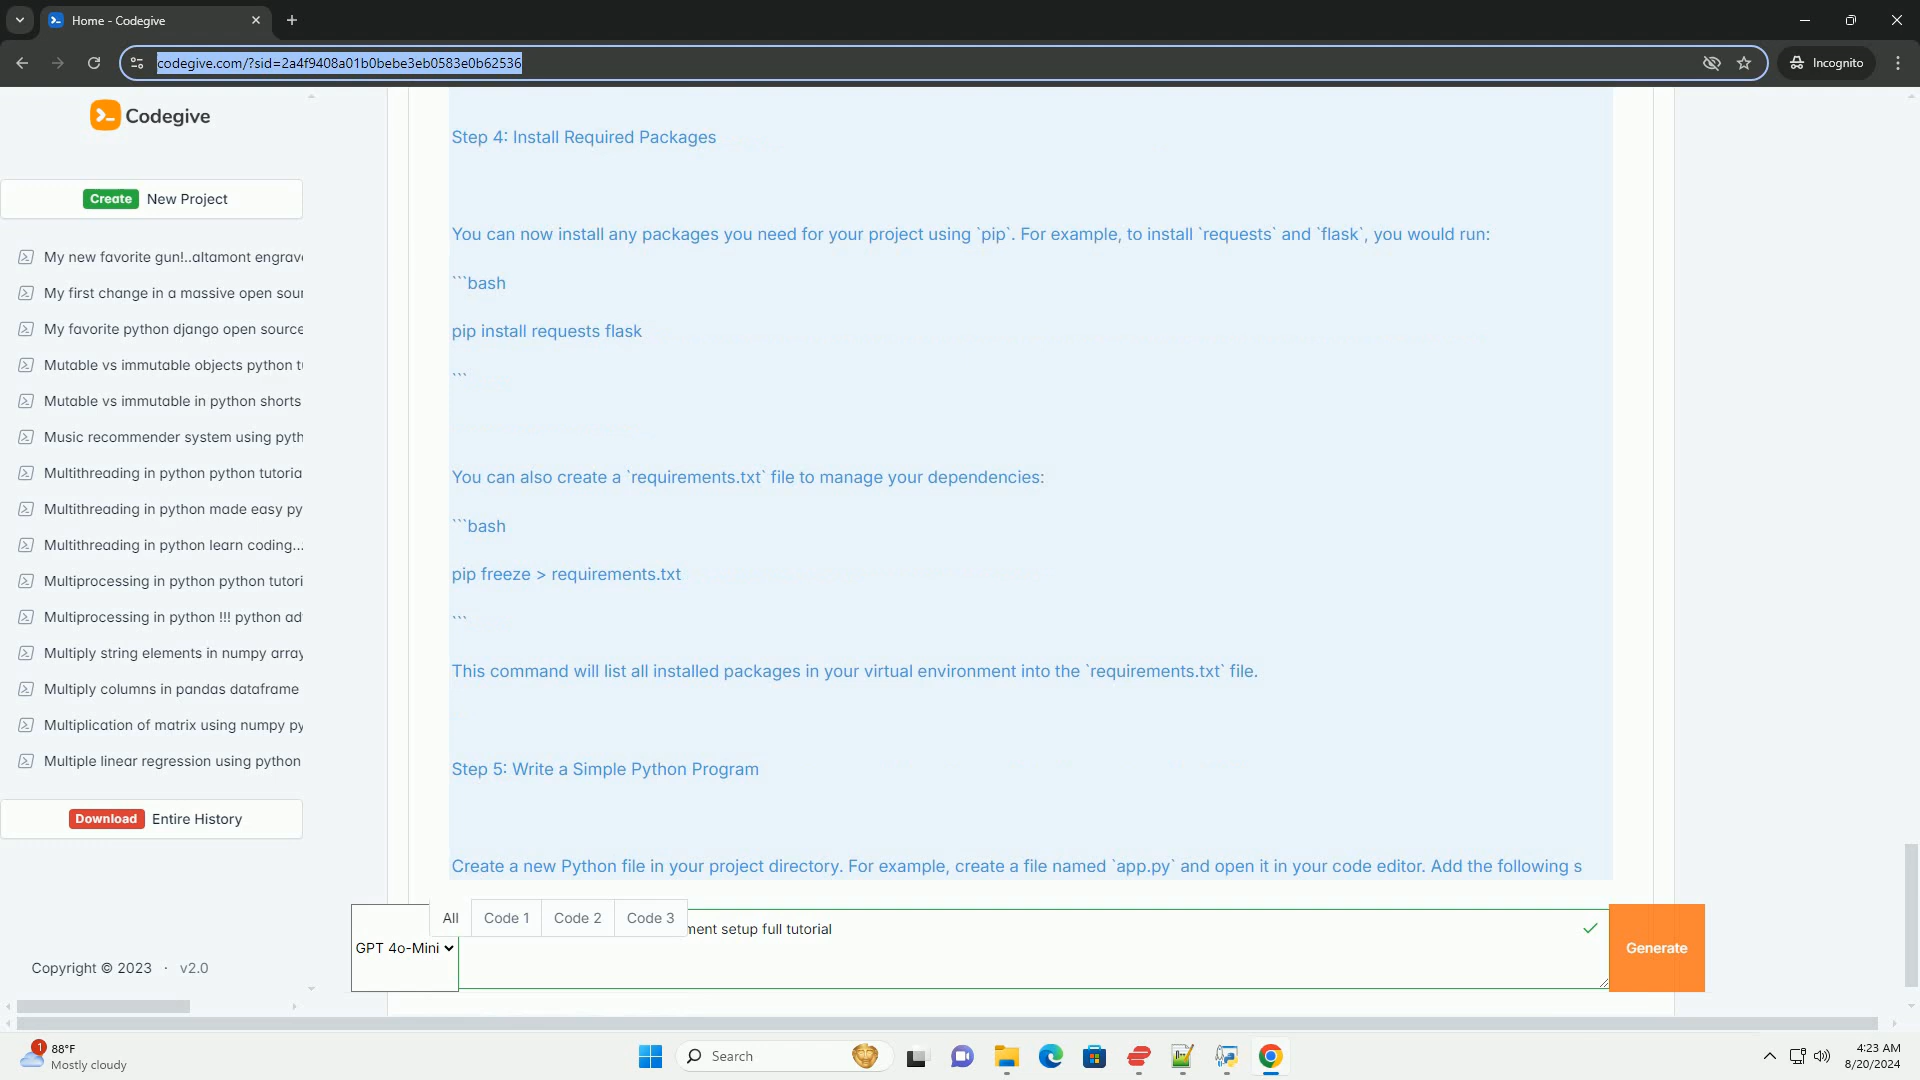 Home - Codegive
codegive.com/?sid=2a4f9408a01b0bebe3eb0583e0b62536
Incognito
Codegive
Create New Project
My new favorite gun!..altamont engrav
My first change in a massive open sour
My favorite python django open source
Mutable vs immutable objects python t
Mutable vs immutable in python shorts
Music recommender system using pyth
Multithreading in python python tutoria
Multithreading in python made easy py
Multithreading in python learn coding...
Multiprocessing in python python tutori
Multiprocessing in python !!! python ad
Multiply string elements in numpy array
Multiply columns in pandas dataframe
Multiplication of matrix using numpy py
Multiple linear regression using python
Download Entire History
Copyright © 2023 · v2.0
Step 4: Install Required Packages
You can now install any packages you need for your project using `pip`. For example, to install `requests` and `flask`, you would run:
```bash
pip install requests flask
```
You can also create a `requirements.txt` file to manage your dependencies:
```bash
pip freeze > requirements.txt
```
This command will list all installed packages in your virtual environment into the `requirements.txt` file.
Step 5: Write a Simple Python Program
Create a new Python file in your project directory. For example, create a file named `app.py` and open it in your code editor. Add the following s
All Code 1 Code 2 Code 3
ment setup full tutorial
GPT 4o-Mini
Generate
1
88°F
Mostly cloudy
Search
4:23 AM
8/20/2024